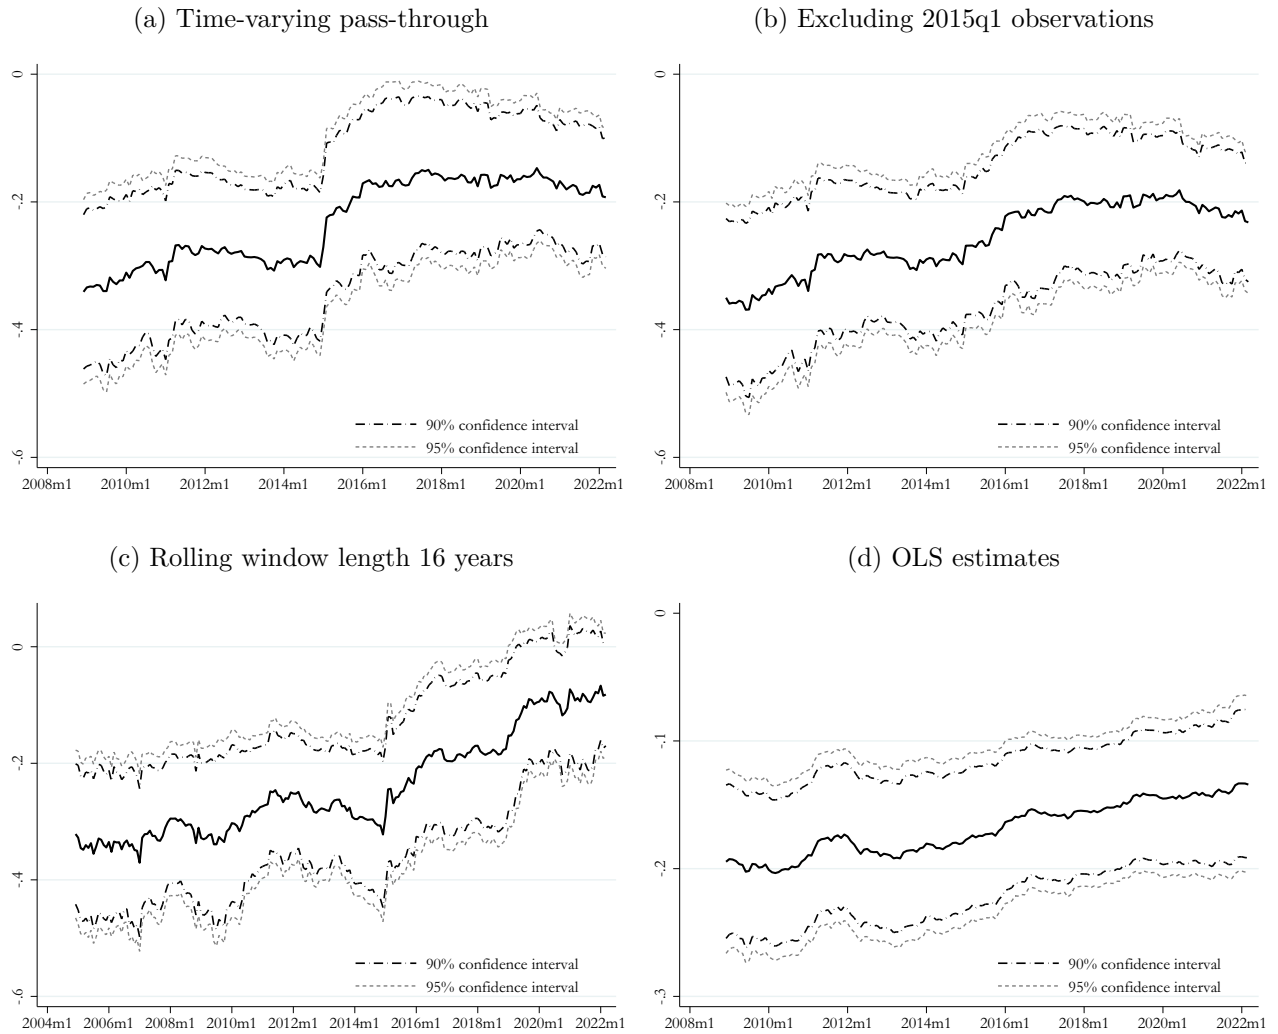 (a) Time-varying pass-through
(b) Excluding 2015q1 observations
0
-.2
-.4
-.6
90% confidence interval
95% confidence interval
2008m1 2010m1 2012m1 2014m1 2016m1 2018m1 2020m1 2022m1
0
-.2
-.4
-.6
90% confidence interval
95% confidence interval
2008m1 2010m1 2012m1 2014m1 2016m1 2018m1 2020m1 2022m1
(c) Rolling window length 16 years
(d) OLS estimates
0
-.2
-.4
-.6
90% confidence interval
95% confidence interval
2004m1 2006m1 2008m1 2010m1 2012m1 2014m1 2016m1 2018m1 2020m1 2022m1
0
-.1
-.2
-.3
90% confidence interval
95% confidence interval
2008m1 2010m1 2012m1 2014m1 2016m1 2018m1 2020m1 2022m1